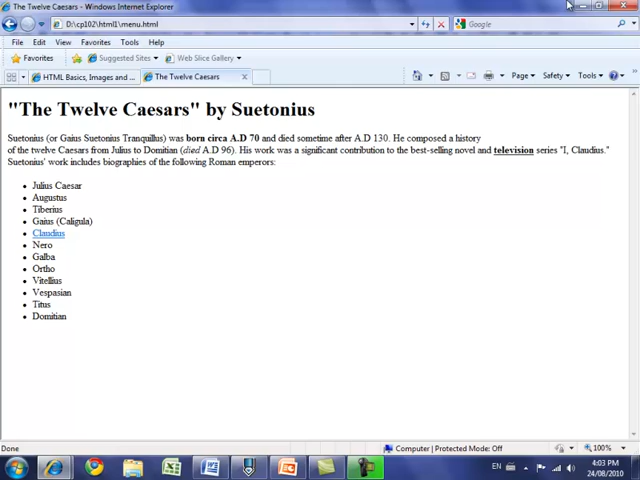 The Twelve Caesars - Windows Internet Explorer
D:\cp102\html1\menu.html
Google
File Edit View Favorites Tools Help
Favorites Suggested Sites Web Slice Gallery
HTML Basics, Images and ... The Twelve Caesars
Page Safety Tools
"The Twelve Caesars" by Suetonius
Suetonius (or Gaius Suetonius Tranquillus) was born circa A.D 70 and died sometime after A.D 130. He composed a history
of the twelve Caesars from Julius to Domitian (died A.D 96). His work was a significant contribution to the best-selling novel and television series "I, Claudius."
Suetonius' work includes biographies of the following Roman emperors:
Julius Caesar
Augustus
Tiberius
Gaius (Caligula)
Claudius
Nero
Galba
Ortho
Vitellius
Vespasian
Titus
Domitian
Done
Computer | Protected Mode: Off
100%
EN
4:03 PM
24/08/2010